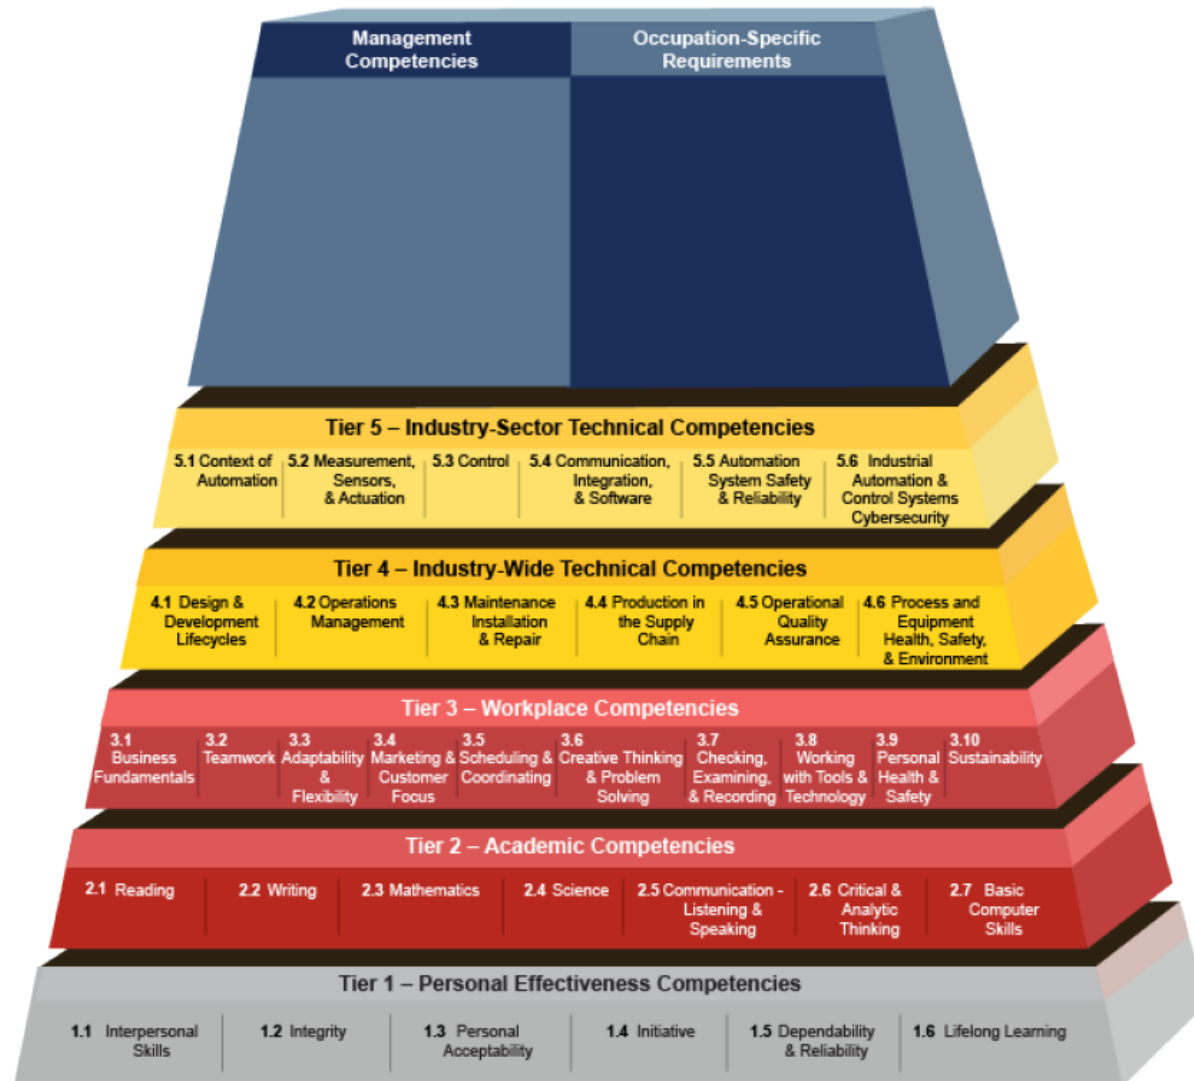 Management
Competencies
Occupation-Specific
Requirements
Tier 5 – Industry-Sector Technical Competencies
5.1 Context of
Automation
5.2 Measurement,
Sensors,
& Actuation
5.3 Control
5.4 Communication,
Integration,
& Software
5.5 Automation
System Safety
& Reliability
5.6 Industrial
Automation &
Control Systems
Cybersecurity
Tier 4 – Industry-Wide Technical Competencies
4.1 Design &
Development
Lifecycles
4.2 Operations
Management
4.3 Maintenance
Installation
& Repair
4.4 Production in
the Supply
Chain
4.5 Operational
Quality
Assurance
4.6 Process and
Equipment
Health, Safety,
& Environment
Tier 3 – Workplace Competencies
3.1
Business
Fundamentals
3.2
Teamwork
3.3
Adaptability
&
Flexibility
3.4
Marketing &
Customer
Focus
3.5
Scheduling &
Coordinating
3.6
Creative Thinking
& Problem
Solving
3.7
Checking,
Examining,
& Recording
3.8
Working
with Tools &
Technology
3.9
Personal
Health &
Safety
3.10
Sustainability
Tier 2 – Academic Competencies
2.1 Reading
2.2 Writing
2.3 Mathematics
2.4 Science
2.5 Communication -
Listening &
Speaking
2.6 Critical &
Analytic
Thinking
2.7 Basic
Computer
Skills
Tier 1 – Personal Effectiveness Competencies
1.1 Interpersonal
Skills
1.2 Integrity
1.3 Personal
Acceptability
1.4 Initiative
1.5 Dependability
& Reliability
1.6 Lifelong Learning